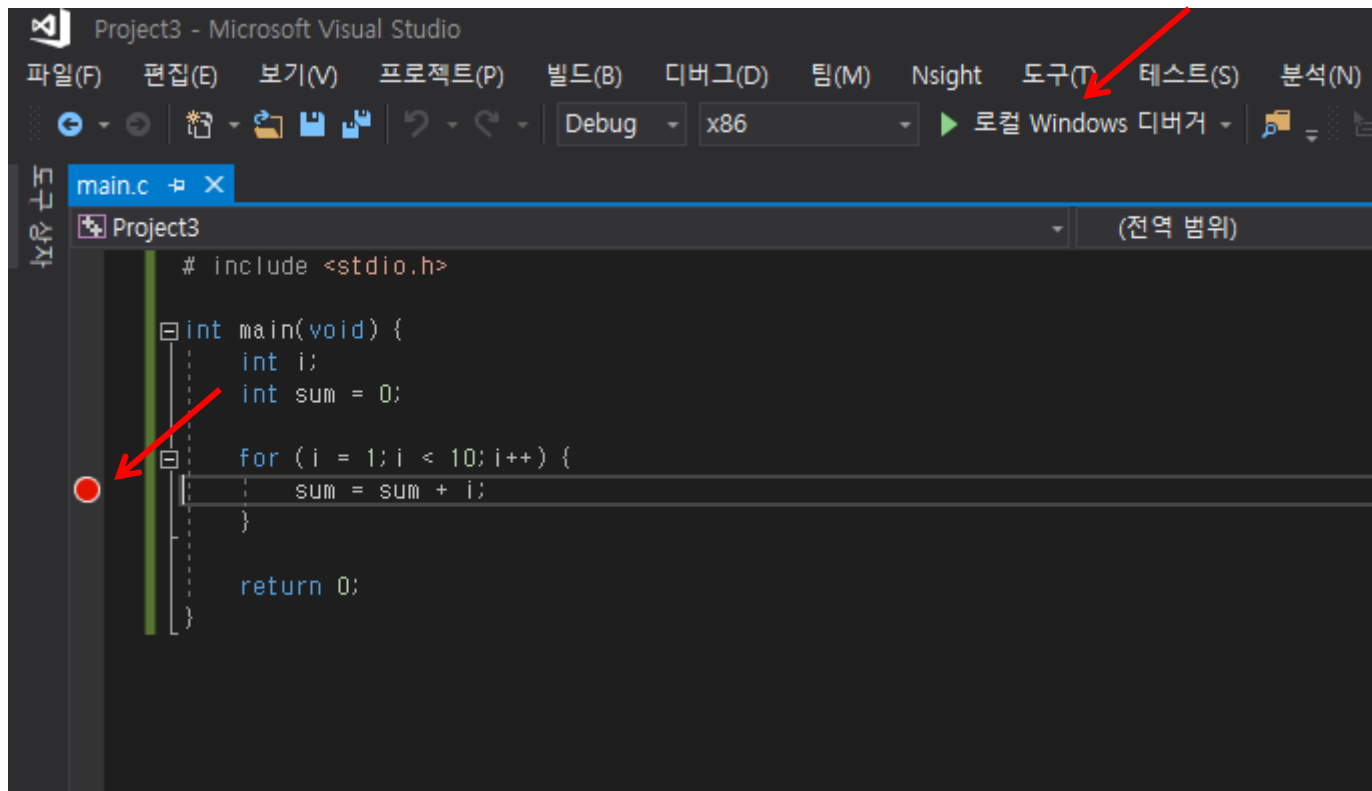 Project3 - Microsoft Visual Studio
파일(F) 편집(E) 보기(V) 프로젝트(P) 빌드(B) 디버그(D) 팀(M) Nsight 도구(T) 테스트(S) 분석(N)
Debug x86 로컬 Windows 디버거
도구 상자
main.c
Project3 (전역 범위)
# include <stdio.h>
int main(void) {
int i;
int sum = 0;
for (i = 1;i < 10;i++) {
sum = sum + i;
}
return 0;
}